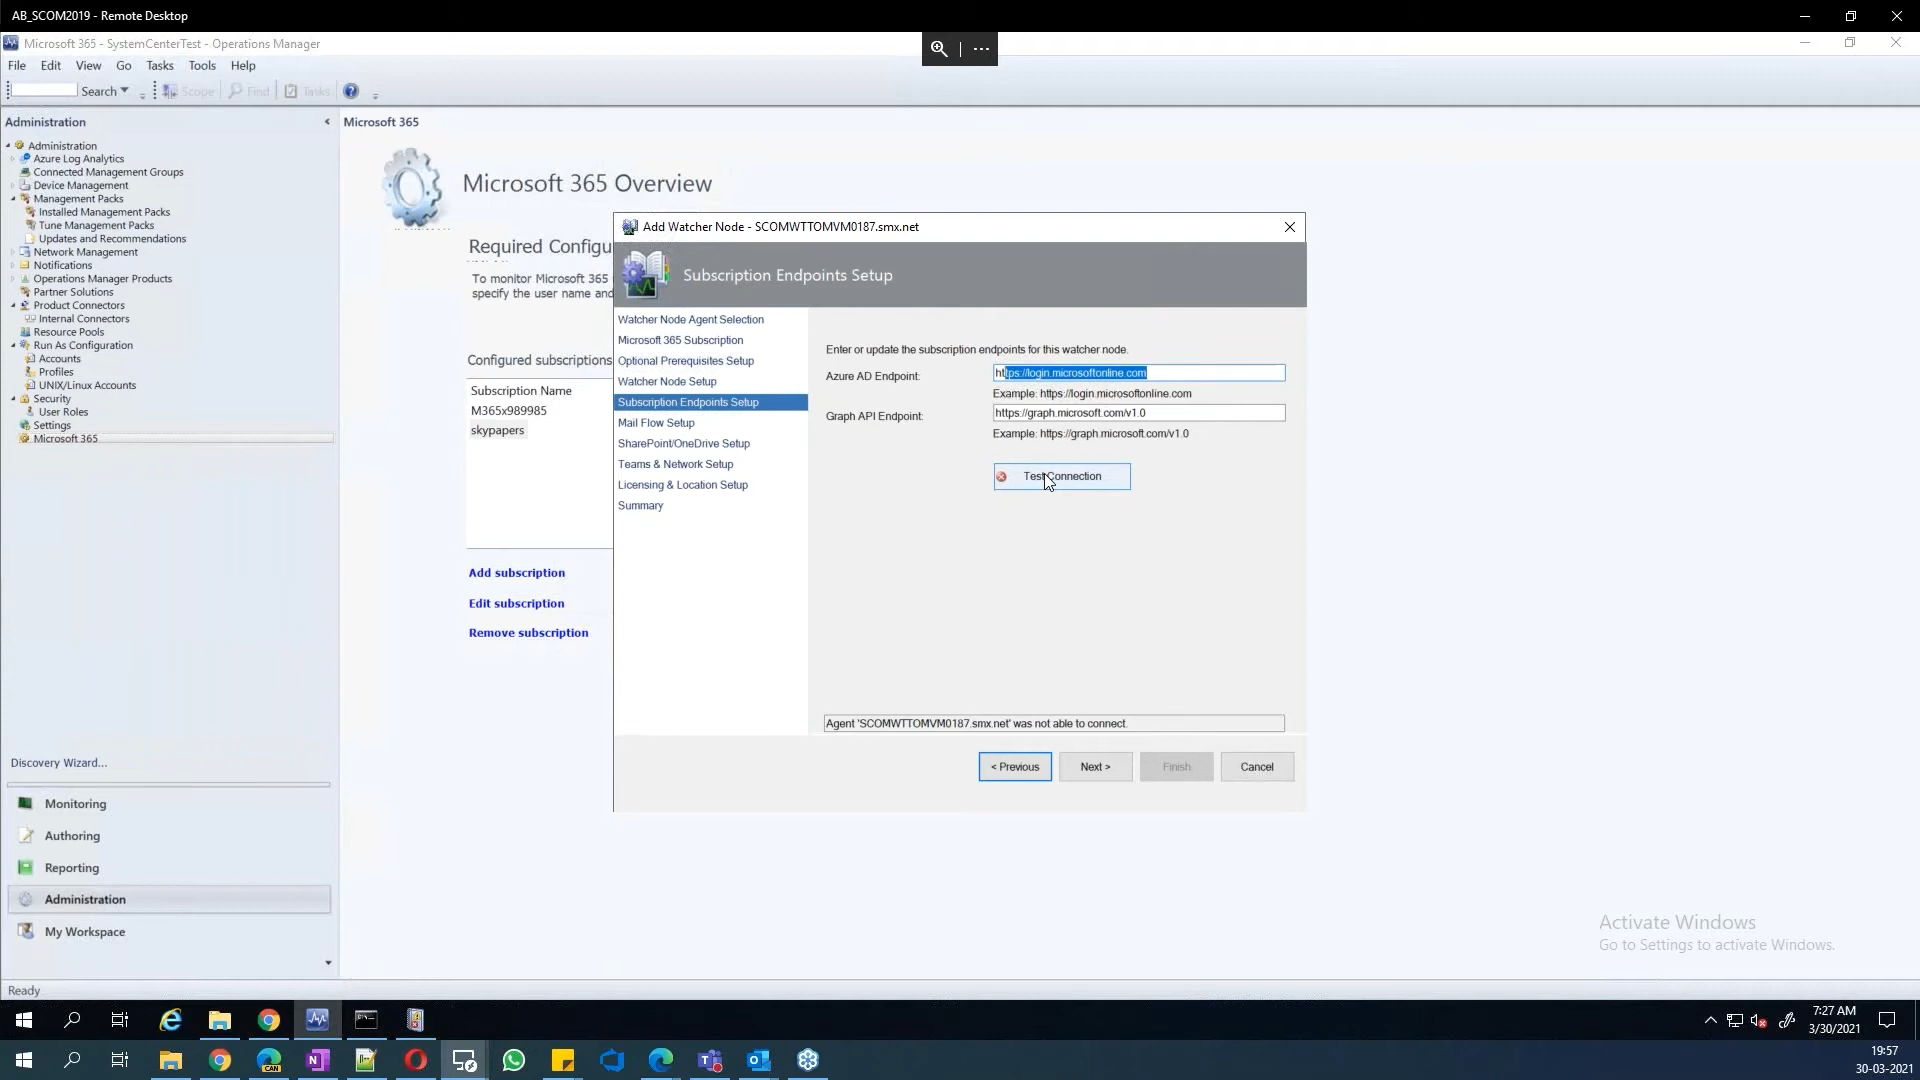 AB_SCOM2019 - Remote Desktop
Microsoft 365 - SystemCenterTest - Operations Manager
File Edit View Go Tasks Tools Help
Search Scope Find Tasks
Administration
Microsoft 365
Administration
Azure Log Analytics
Connected Management Groups
Device Management
Management Packs
Installed Management Packs
Tune Management Packs
Updates and Recommendations
Network Management
Notifications
Operations Manager Products
Partner Solutions
Product Connectors
Internal Connectors
Resource Pools
Run As Configuration
Accounts
Profiles
UNIX/Linux Accounts
Security
User Roles
Settings
Microsoft 365
Discovery Wizard...
Monitoring
Authoring
Reporting
Administration
My Workspace
Ready
Microsoft 365 Overview
Required Configu
To monitor Microsoft 365
specify the user name and
Configured subscriptions
Subscription Name
M365x989985
skypapers
Add subscription
Edit subscription
Remove subscription
Add Watcher Node - SCOMWTTOMVM0187.smx.net
Subscription Endpoints Setup
Watcher Node Agent Selection
Microsoft 365 Subscription
Optional Prerequisites Setup
Watcher Node Setup
Subscription Endpoints Setup
Mail Flow Setup
SharePoint/OneDrive Setup
Teams & Network Setup
Licensing & Location Setup
Summary
Enter or update the subscription endpoints for this watcher node.
Azure AD Endpoint: https://login.microsoftonline.com
Example: https://login.microsoftonline.com
Graph API Endpoint: https://graph.microsoft.com/v1.0
Example: https://graph.microsoft.com/v1.0
Test Connection
Agent 'SCOMWTTOMVM0187.smx.net' was not able to connect.
< Previous Next > Finish Cancel
Activate Windows
Go to Settings to activate Windows.
7:27 AM
3/30/2021
CAN
19:57
30-03-2021